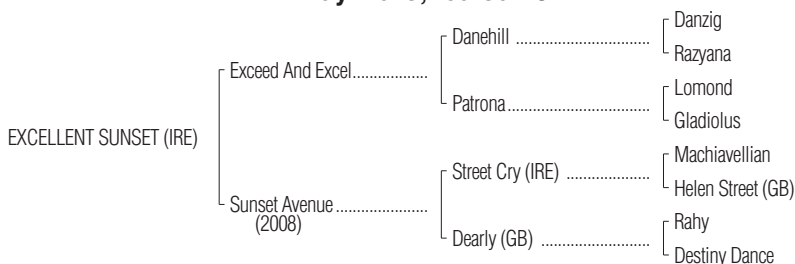 Danzig
Danehill ....................................
Razyana
Exceed And Excel....................
Lomond
Patrona......................................
Gladiolus
EXCELLENT SUNSET (IRE)
Machiavellian
Street Cry (IRE) ......................
Helen Street (GB)
Sunset Avenue ........................
(2008)
Rahy
Dearly (GB) .............................
Destiny Dance